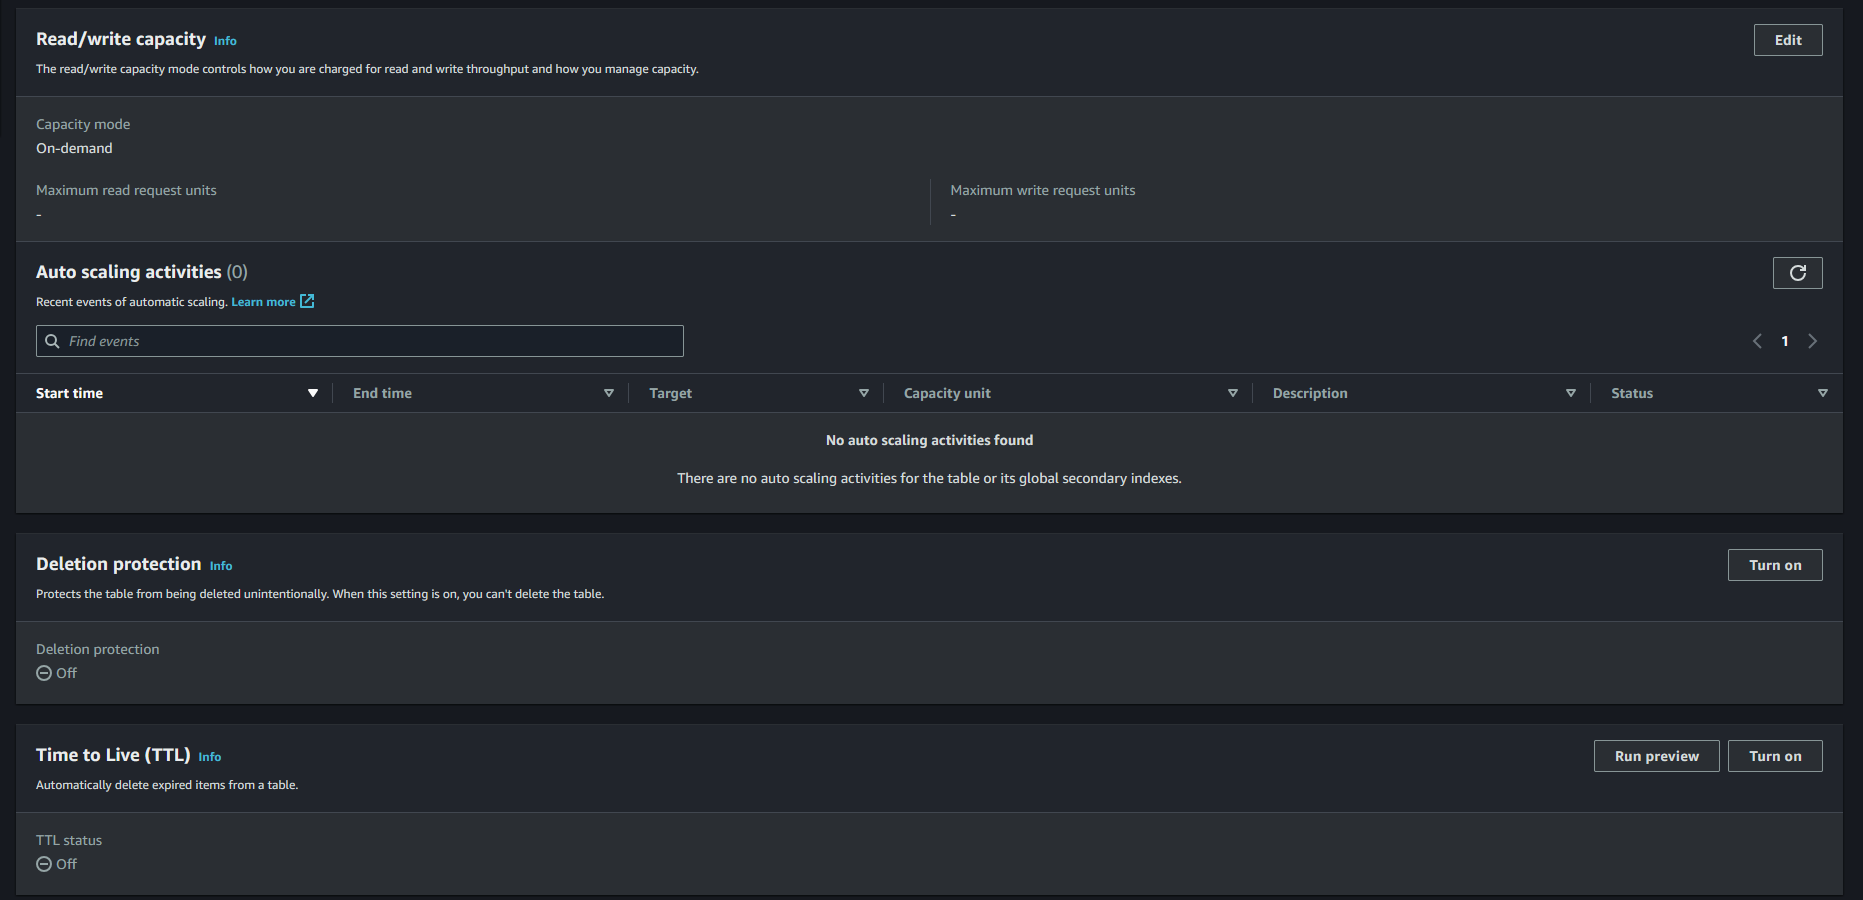 Read/write capacity Info
Edit
The read/write capacity mode controls how you are charged for read and write throughput and how you manage capacity.
Capacity mode
On-demand
Maximum read request units
-
Maximum write request units
-
Auto scaling activities (0)
Recent events of automatic scaling. Learn more
Find events
1
Start time End time Target Capacity unit Description Status
No auto scaling activities found
There are no auto scaling activities for the table or its global secondary indexes.
Deletion protection Info
Turn on
Protects the table from being deleted unintentionally. When this setting is on, you can't delete the table.
Deletion protection
Off
Time to Live (TTL) Info
Run preview Turn on
Automatically delete expired items from a table.
TTL status
Off